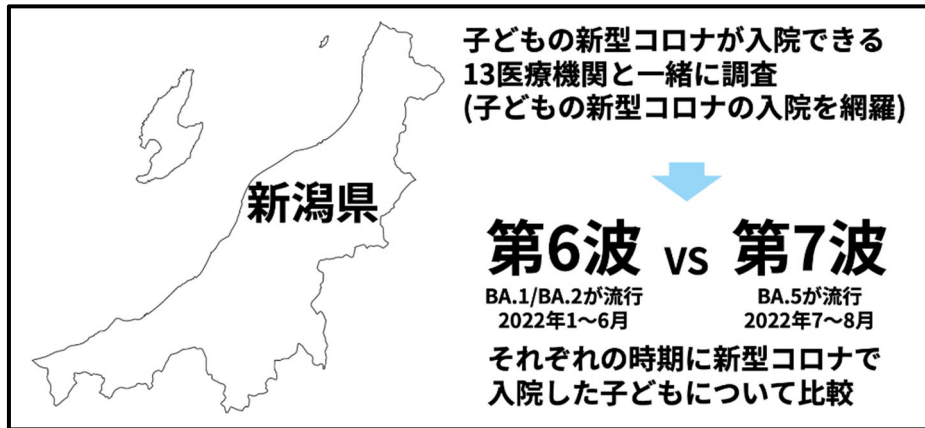 子どもの新型コロナが入院できる
13医療機関と一緒に調査
(子どもの新型コロナの入院を網羅)
新潟県
第6波 vs 第7波
BA.1/BA.2が流行 BA.5が流行
2022年1〜6月 2022年7〜8月
それぞれの時期に新型コロナで
入院した子どもについて比較